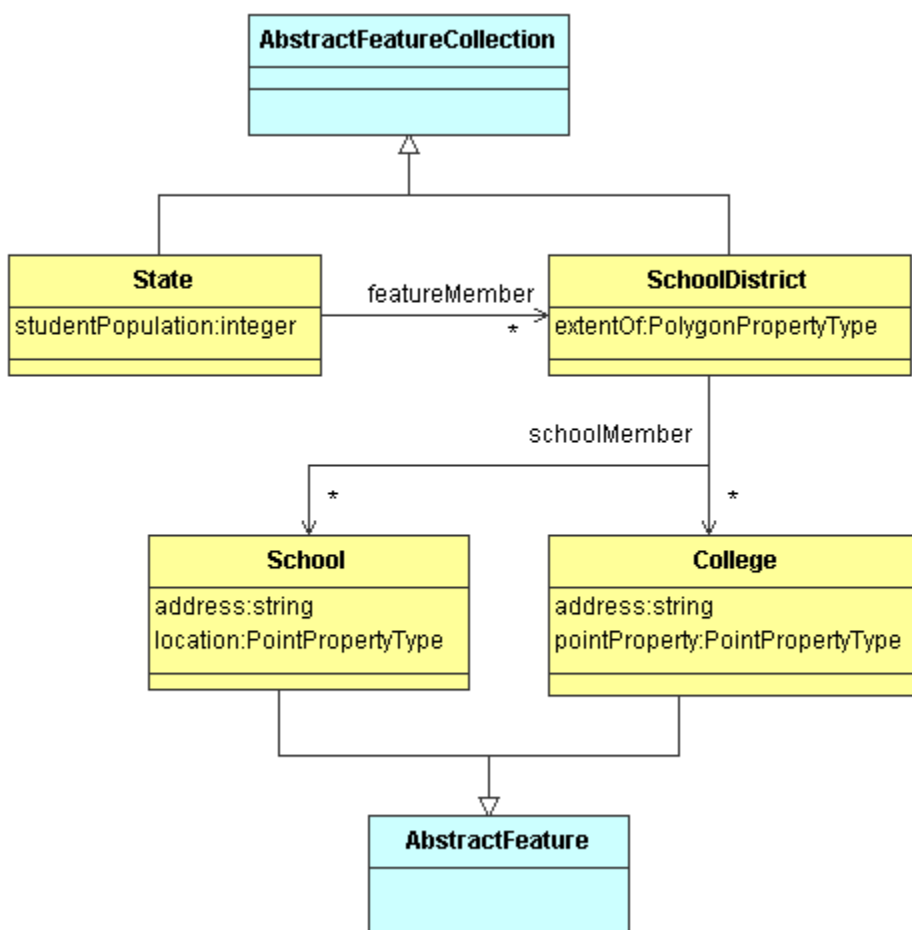 AbstractFeatureCollection
State
studentPopulation:integer
featureMember
*
SchoolDistrict
extentOf:PolygonPropertyType
schoolMember
*
*
School
address:string
location:PointPropertyType
College
address:string
pointProperty:PointPropertyType
AbstractFeature